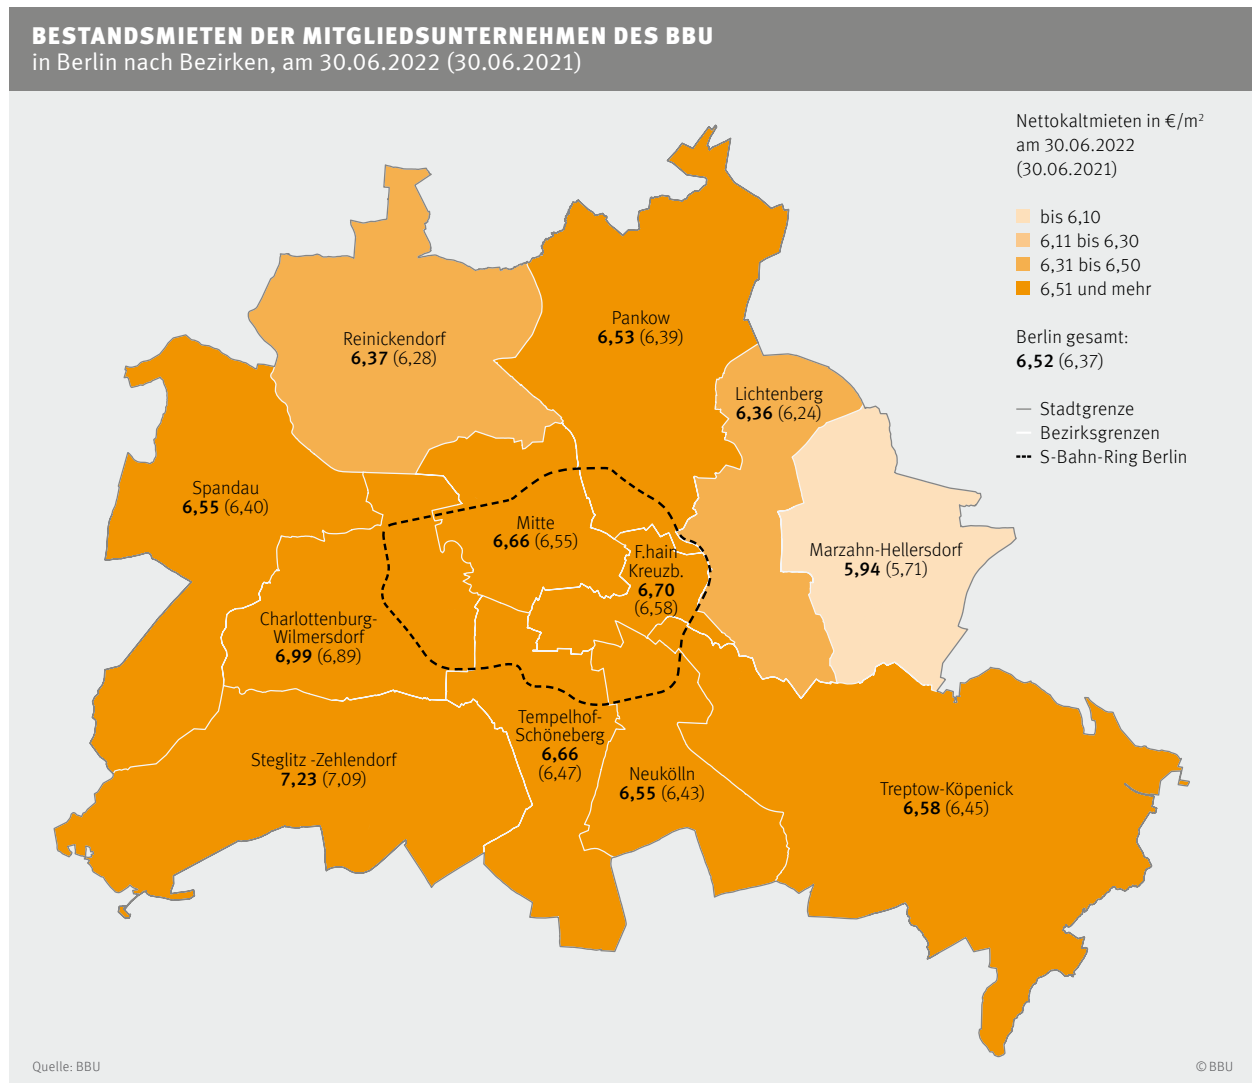 BESTANDSMIETEN DER MITGLIEDSUNTERNEHMEN DES BBU
in Berlin nach Bezirken, am 30.06.2022 (30.06.2021)
Nettokaltmieten in €/m²
am 30.06.2022
(30.06.2021)
bis 6,10
6,11 bis 6,30
6,31 bis 6,50
6,51 und mehr
Berlin gesamt:
6,52 (6,37)
Stadtgrenze
Bezirksgrenzen
S-Bahn-Ring Berlin
Pankow
6,53 (6,39)
Reinickendorf
6,37 (6,28)
Lichtenberg
6,36 (6,24)
Spandau
6,55 (6,40)
Mitte
6,66 (6,55)
F.hain-
Kreuzb.
6,70
(6,58)
Marzahn-Hellersdorf
5,94 (5,71)
Charlottenburg-
Wilmersdorf
6,99 (6,89)
Tempelhof-
Schöneberg
6,66
(6,47)
Steglitz -Zehlendorf
7,23 (7,09)
Neukölln
6,55 (6,43)
Treptow-Köpenick
6,58 (6,45)
Quelle: BBU
© BBU